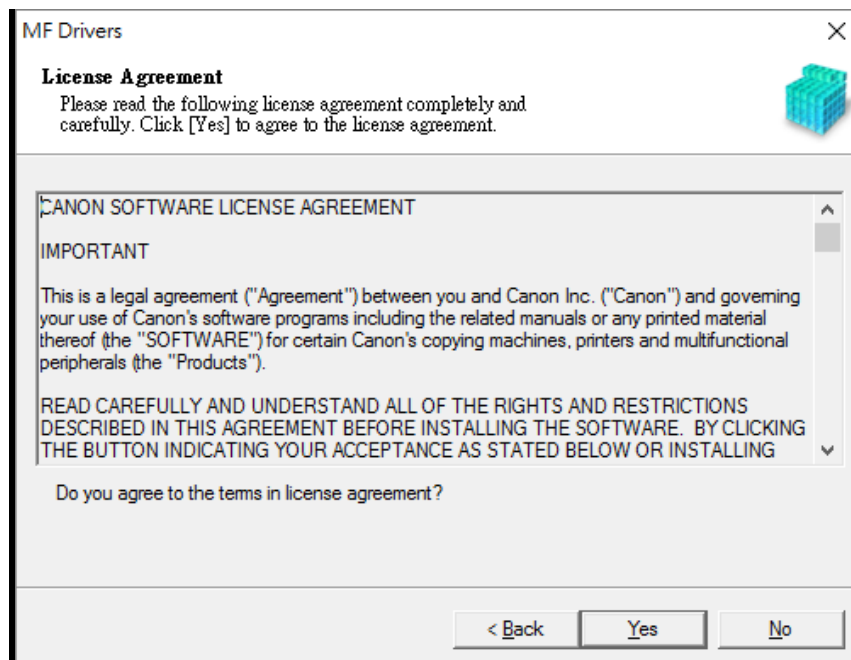 MF Drivers
License Agreement
Please read the following license agreement completely and
carefully. Click [Yes] to agree to the license agreement.
CANON SOFTWARE LICENSE AGREEMENT
IMPORTANT
This is a legal agreement ("Agreement") between you and Canon Inc. ("Canon") and governing
your use of Canon's software programs including the related manuals or any printed material
thereof (the "SOFTWARE") for certain Canon's copying machines, printers and multifunctional
peripherals (the "Products").
READ CAREFULLY AND UNDERSTAND ALL OF THE RIGHTS AND RESTRICTIONS
DESCRIBED IN THIS AGREEMENT BEFORE INSTALLING THE SOFTWARE.  BY CLICKING
THE BUTTON INDICATING YOUR ACCEPTANCE AS STATED BELOW OR INSTALLING
Do you agree to the terms in license agreement?
< Back
Yes
No